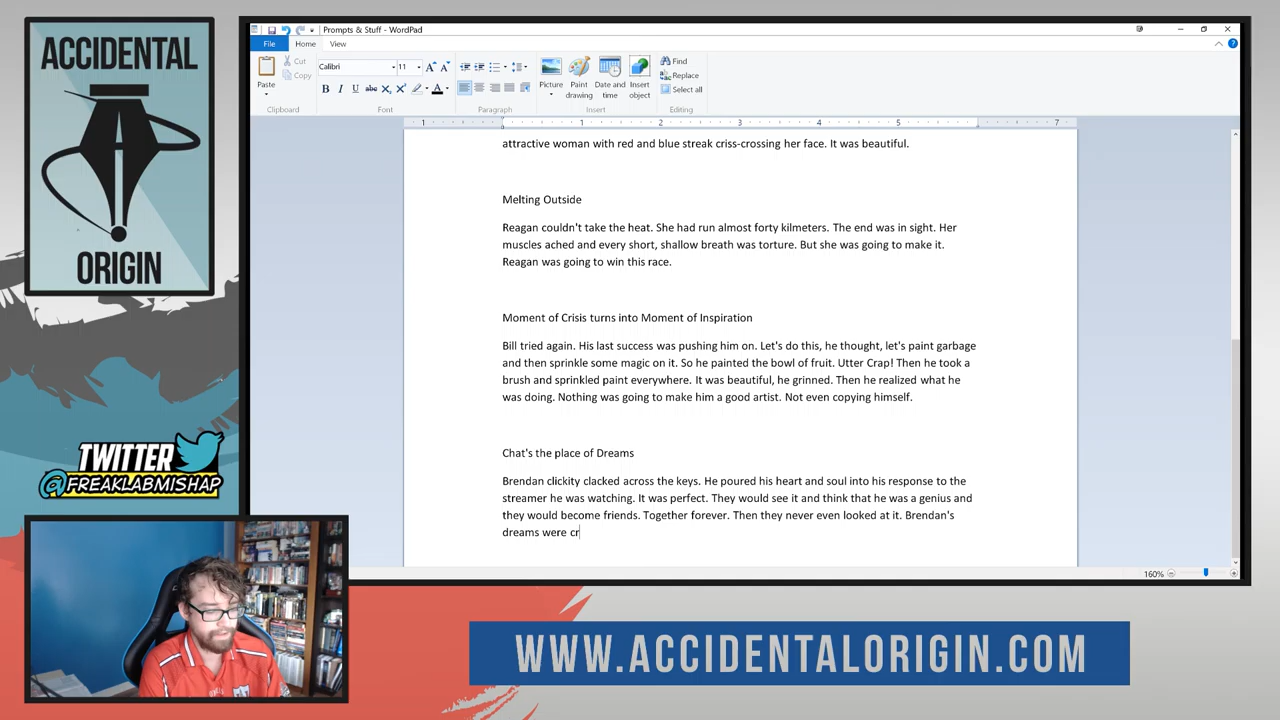 ACCIDENTAL
ORIGIN
TWITTER
@FREAKLABMISHAP
Prompts & Stuff - WordPad
File
Home
View
Paste
Cut
Copy
Clipboard
Calibri
11
B I U abc X₂ X² A
Font
Paragraph
Picture
Paint
drawing
Date and
time
Insert
object
Insert
Find
Replace
Select all
Editing
1 1 2 3 4 5 7
attractive woman with red and blue streak criss-crossing her face. It was beautiful.
Melting Outside
Reagan couldn't take the heat. She had run almost forty kilmeters. The end was in sight. Her
muscles ached and every short, shallow breath was torture. But she was going to make it.
Reagan was going to win this race.
Moment of Crisis turns into Moment of Inspiration
Bill tried again. His last success was pushing him on. Let's do this, he thought, let's paint garbage
and then sprinkle some magic on it. So he painted the bowl of fruit. Utter Crap! Then he took a
brush and sprinkled paint everywhere. It was beautiful, he grinned. Then he realized what he
was doing. Nothing was going to make him a good artist. Not even copying himself.
Chat's the place of Dreams
Brendan clickity clacked across the keys. He poured his heart and soul into his response to the
streamer he was watching. It was perfect. They would see it and think that he was a genius and
they would become friends. Together forever. Then they never even looked at it. Brendan's
dreams were cr
160%
WWW.ACCIDENTALORIGIN.COM